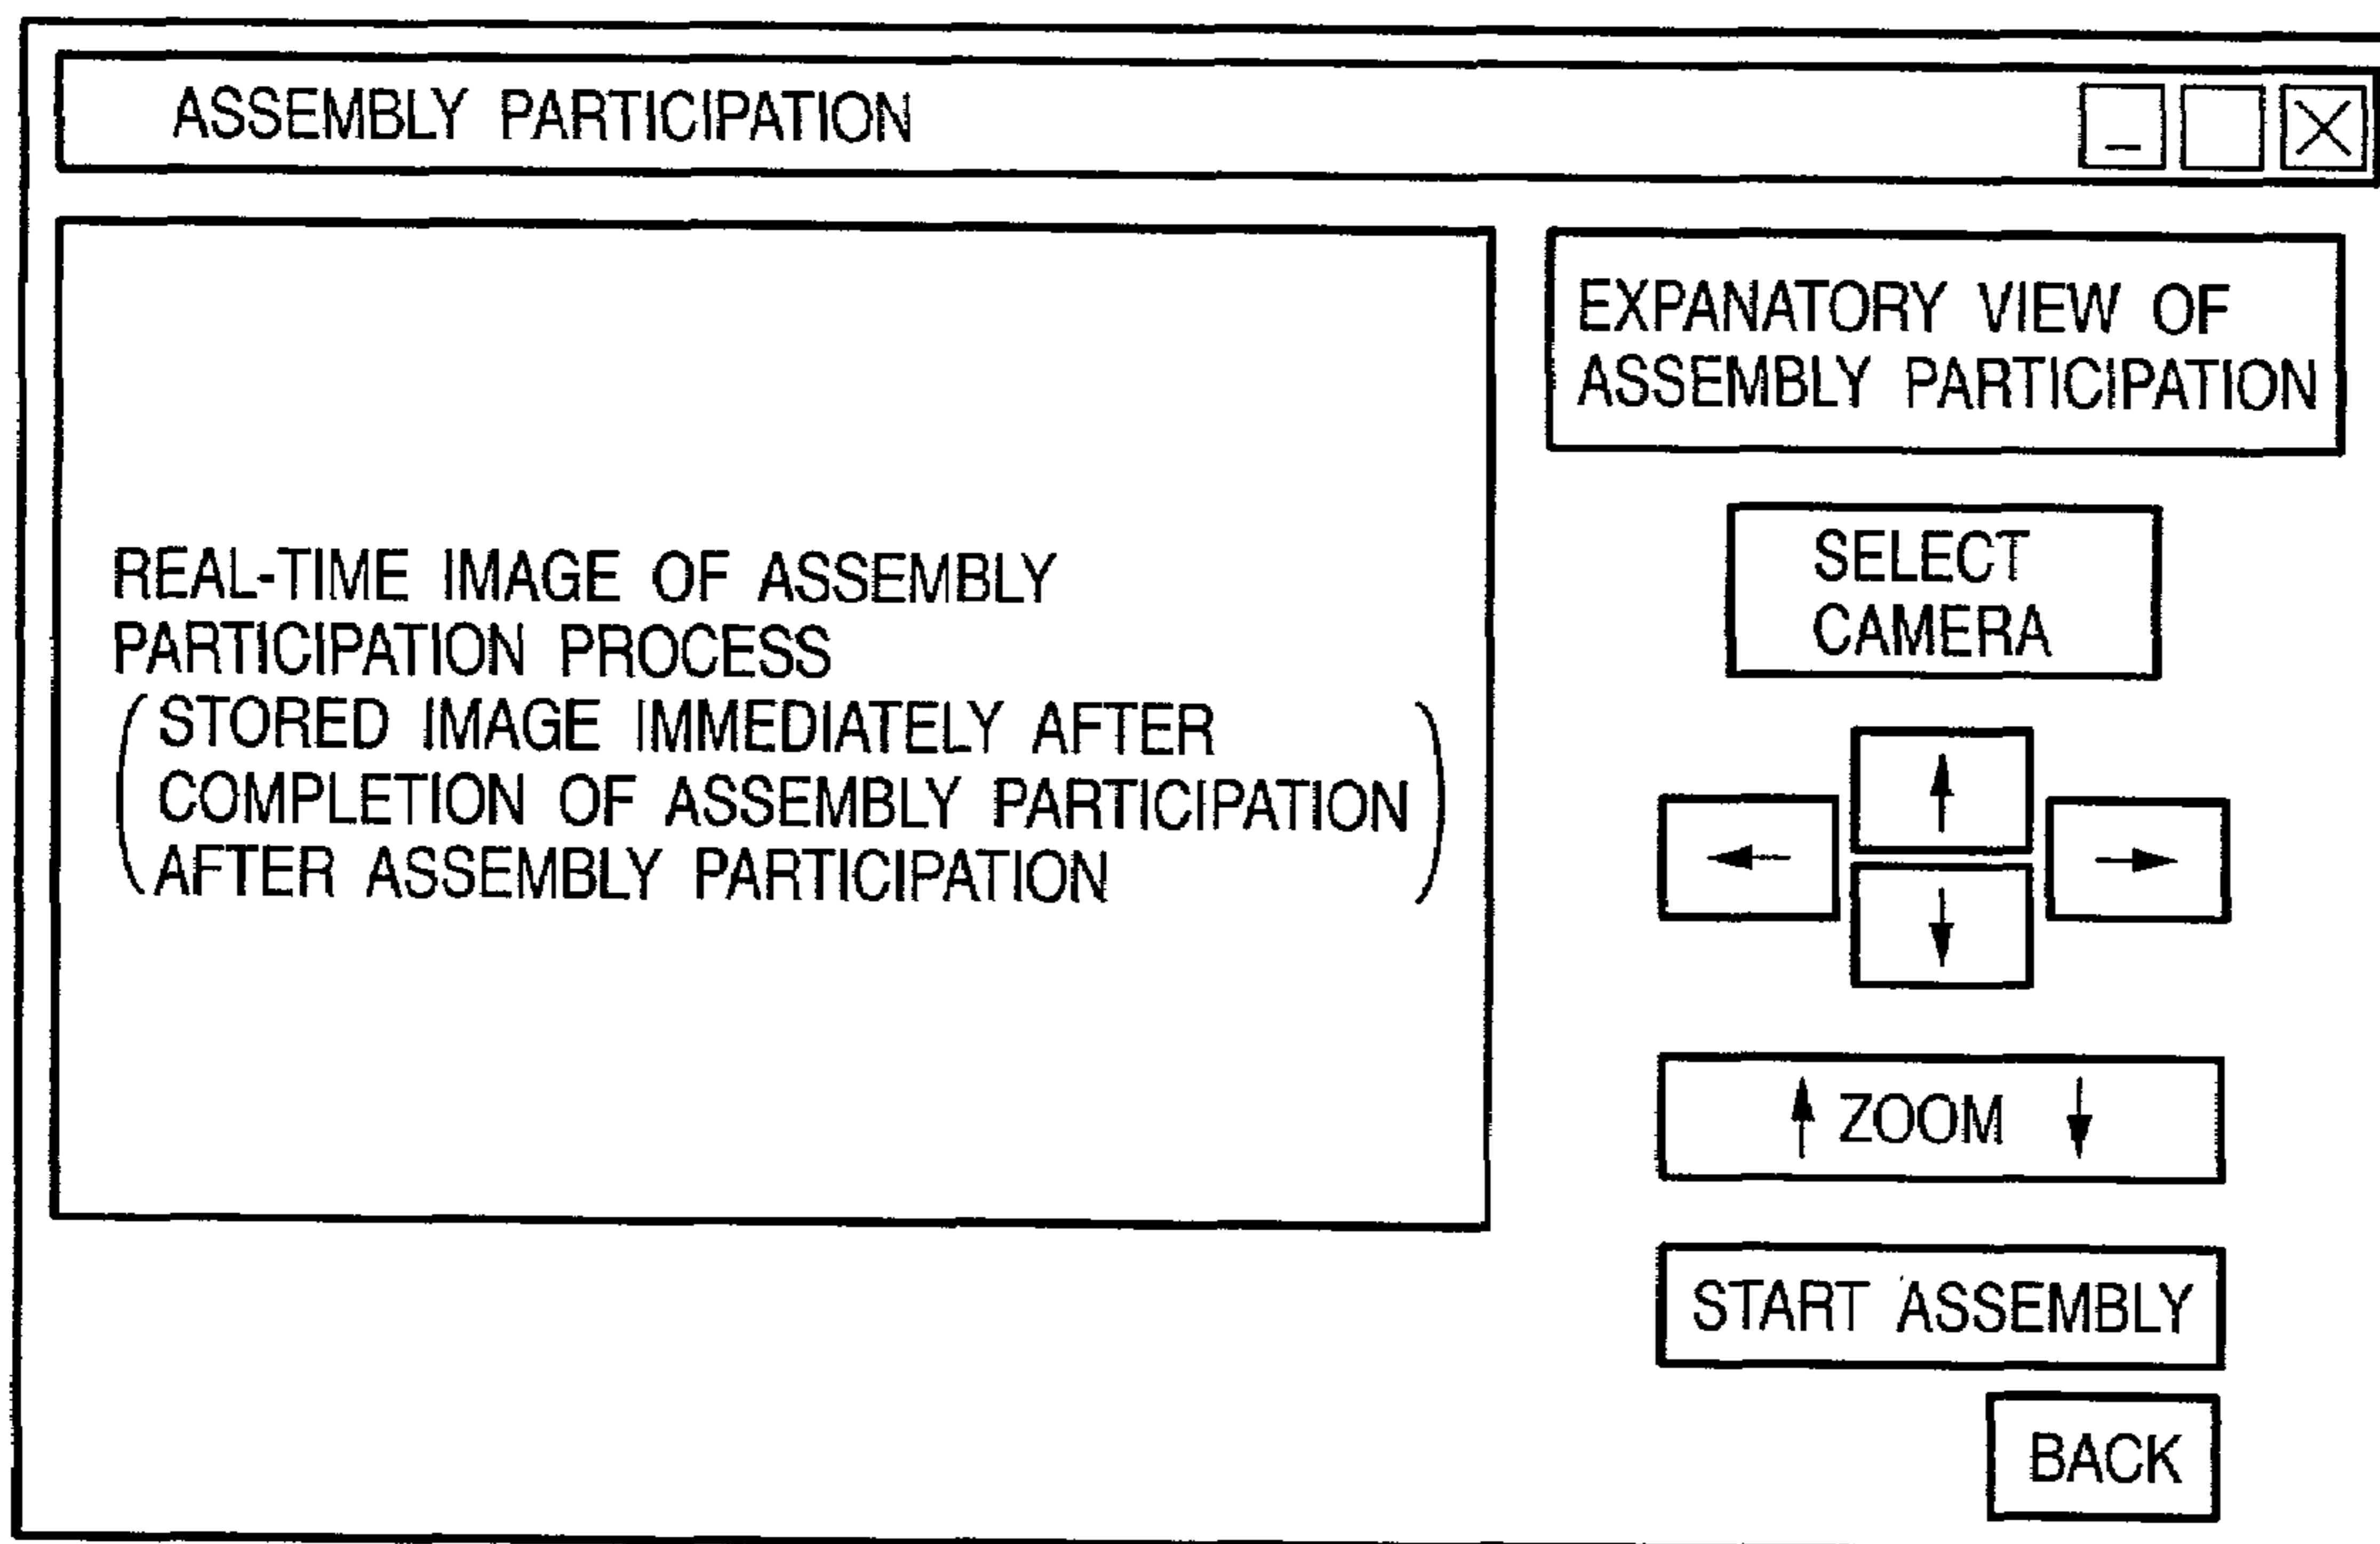 ASSEMBLY PARTICIPATION
REAL-TIME IMAGE OF ASSEMBLY
PARTICIPATION PROCESS
(STORED IMAGE IMMEDIATELY AFTER
COMPLETION OF ASSEMBLY PARTICIPATION
AFTER ASSEMBLY PARTICIPATION)
EXPANATORY VIEW OF
ASSEMBLY PARTICIPATION
SELECT
CAMERA
↑
← →
↓
↑ ZOOM ↓
START ASSEMBLY
BACK